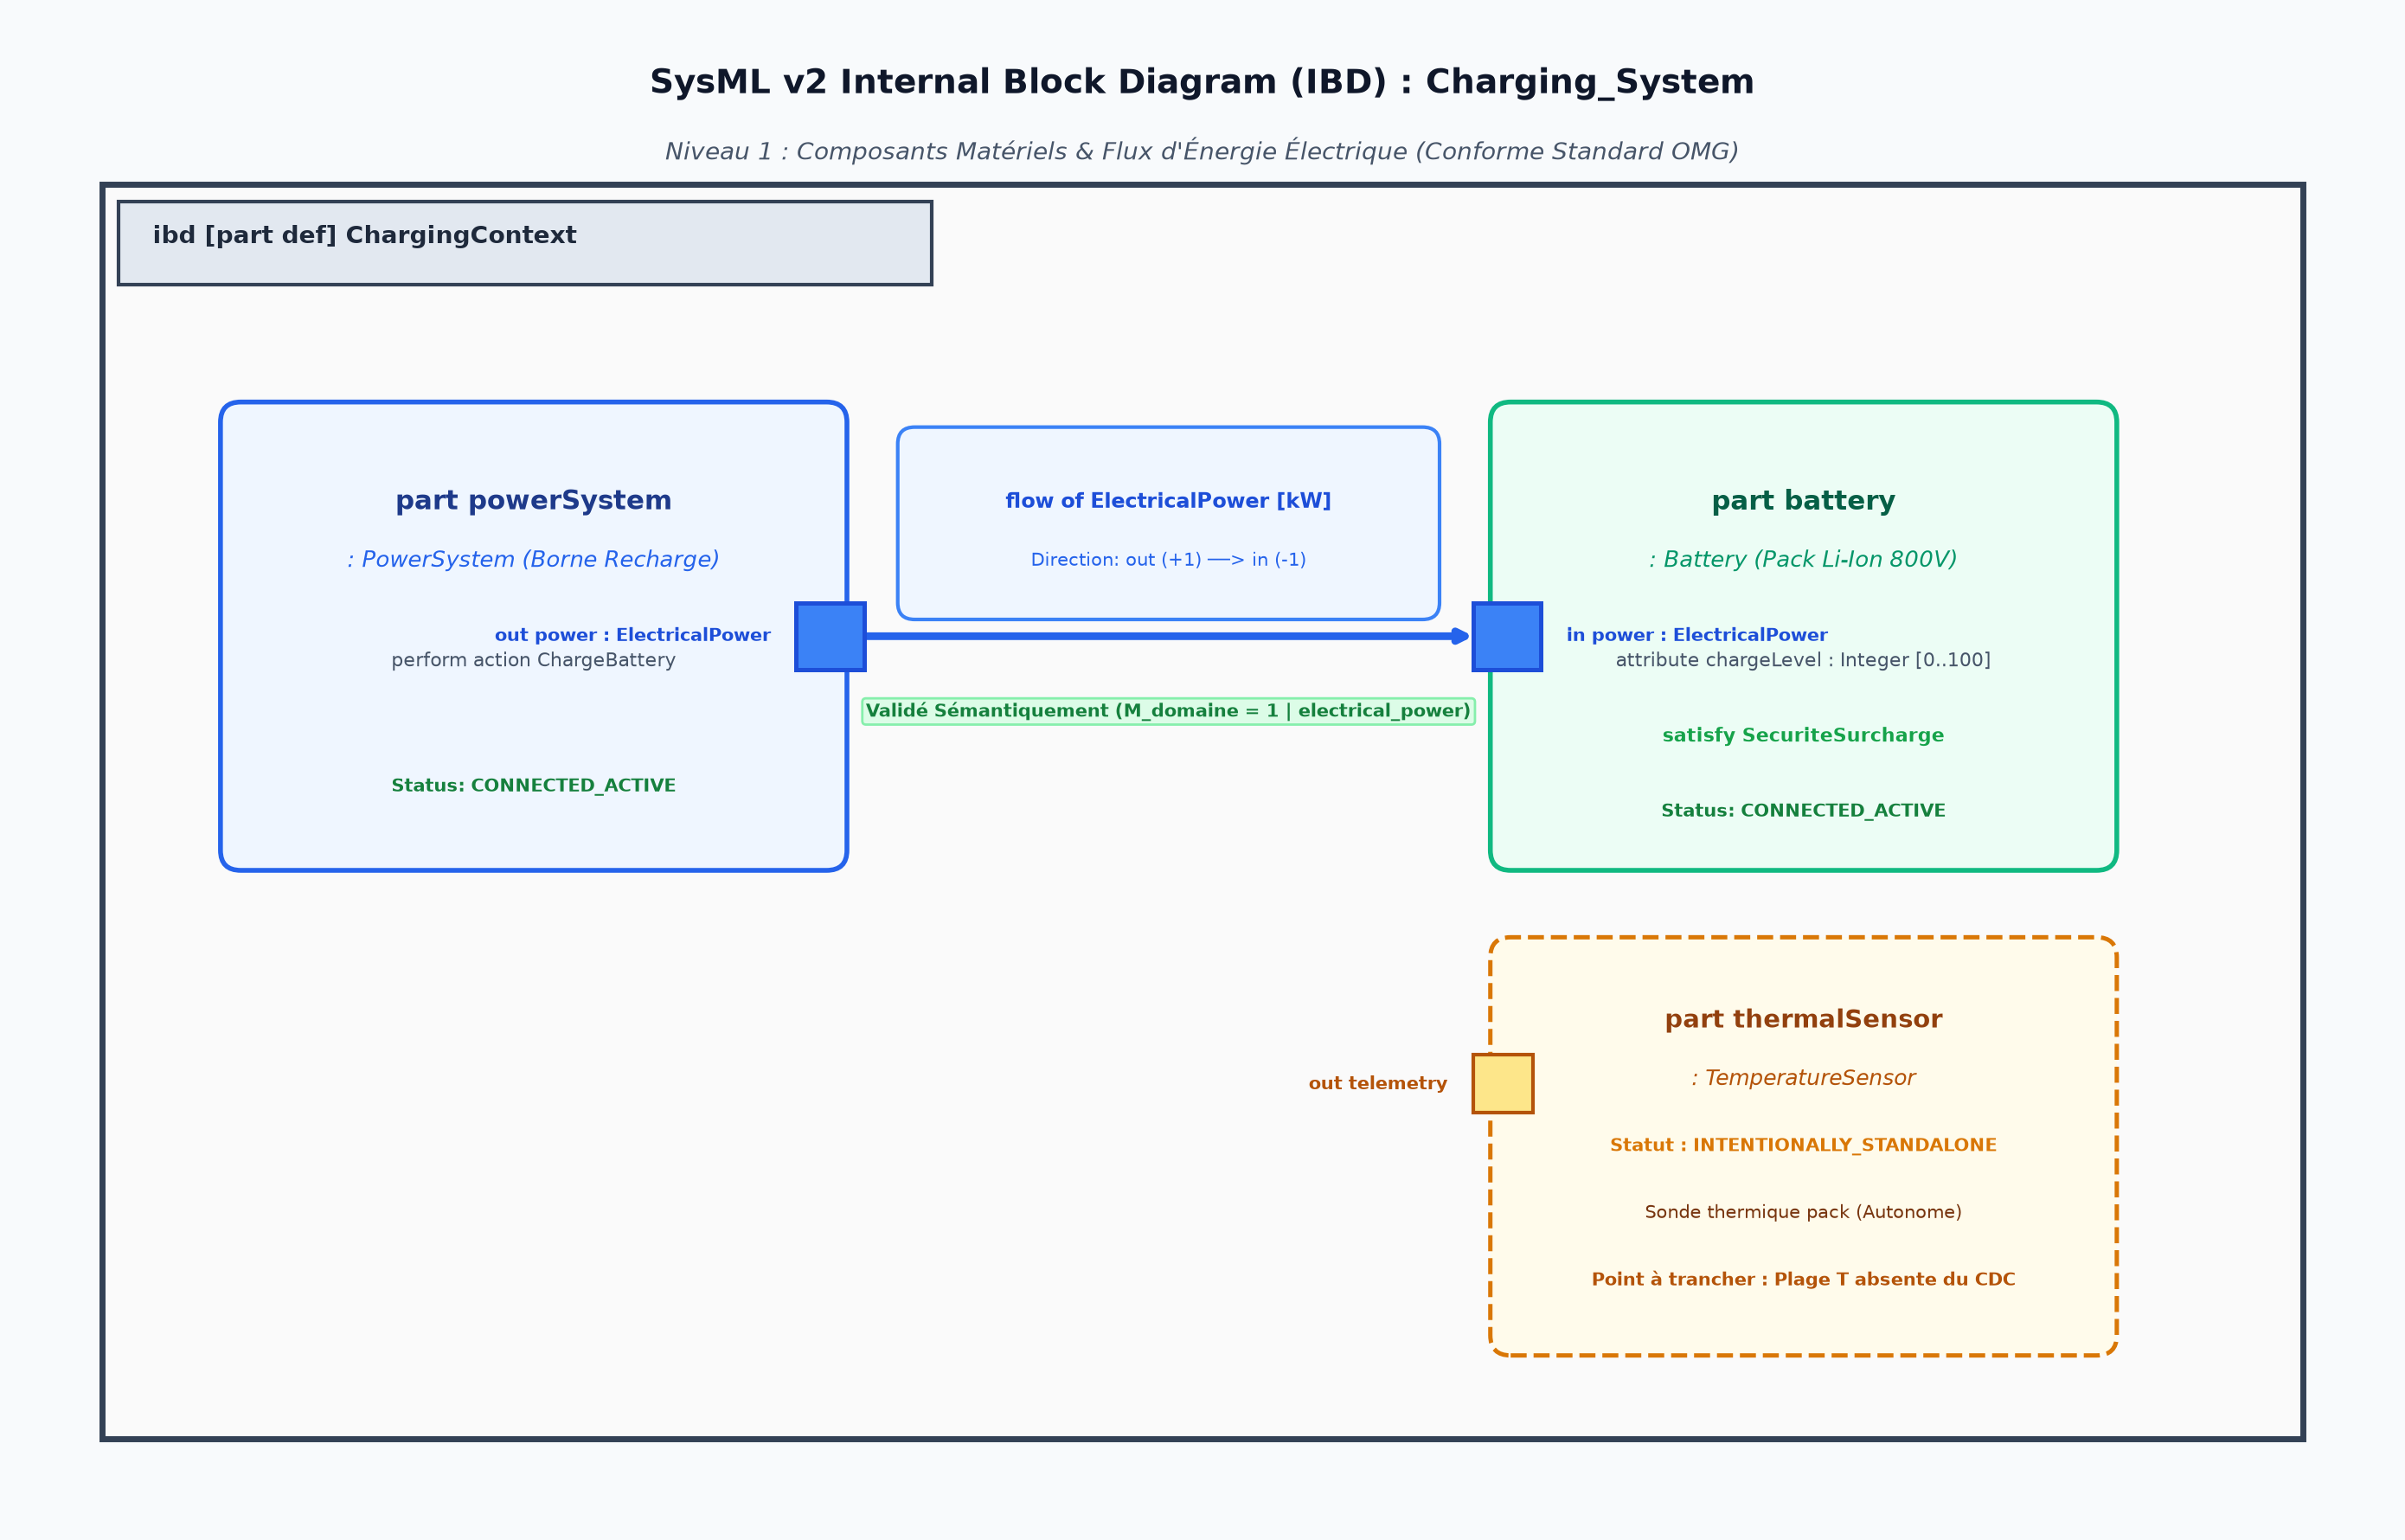 SysML v2 Internal Block Diagram (IBD) : Charging_System
Niveau 1 : Composants Matériels & Flux d'Énergie Électrique (Conforme Standard OMG)
ibd [part def] ChargingContext
part powerSystem
: PowerSystem (Borne Recharge)
out power : ElectricalPower
perform action ChargeBattery
Status: CONNECTED_ACTIVE
flow of ElectricalPower [kW]
Direction: out (+1) ──> in (-1)
Validé Sémantiquement (M_domaine = 1 | electrical_power)
part battery
: Battery (Pack Li-Ion 800V)
in power : ElectricalPower
attribute chargeLevel : Integer [0..100]
satisfy SecuriteSurcharge
Status: CONNECTED_ACTIVE
out telemetry
part thermalSensor
: TemperatureSensor
Statut : INTENTIONALLY_STANDALONE
Sonde thermique pack (Autonome)
Point à trancher : Plage T absente du CDC